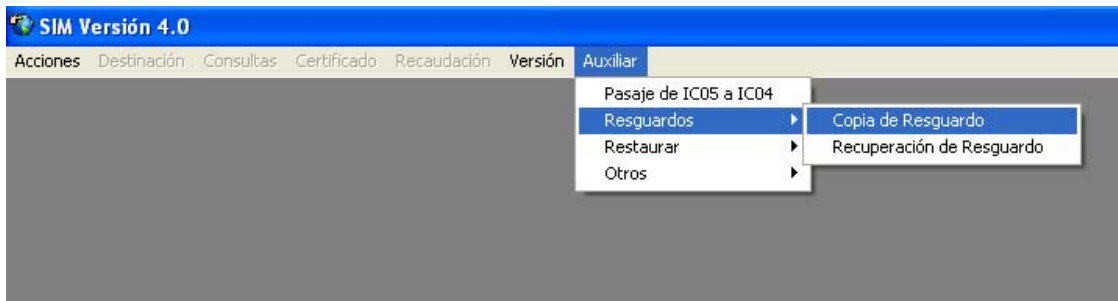 SIM Versión 4.0
Acciones Destinación Consultas Certificado Recaudación Versión Auxiliar
Pasaje de IC05 a IC04
Resguardos
Copia de Resguardo
Restaurar
Recuperación de Resguardo
Otros